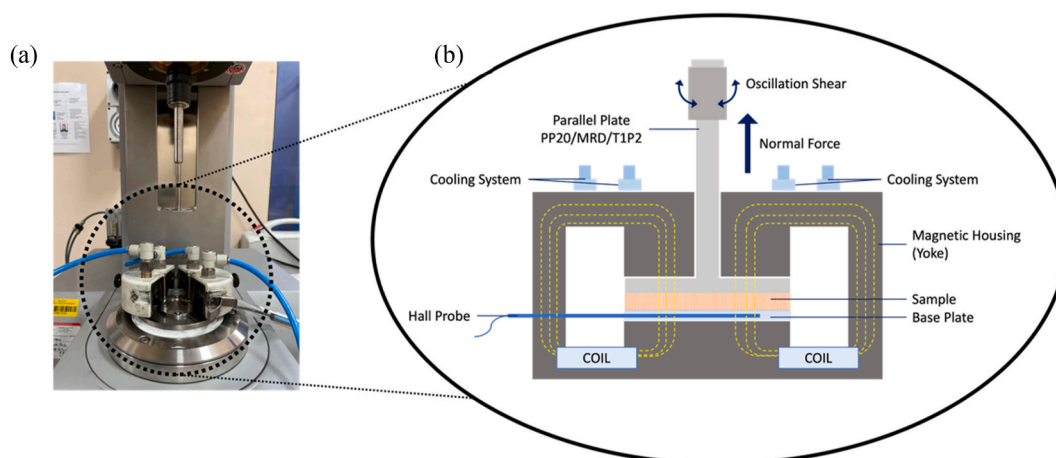 (a)
(b)
Oscillation Shear
Parallel Plate
PP20/MRD/T1P2
Normal Force
Cooling System
Cooling System
Magnetic Housing
(Yoke)
Sample
Base Plate
Hall Probe
COIL
COIL